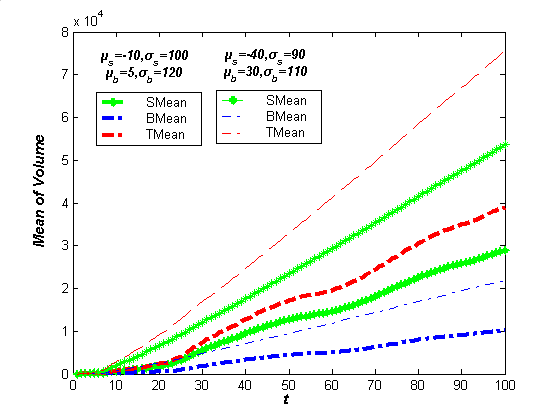 x 10^4
8
7
6
5
4
3
2
1
0
Mean of Volume
μs=-10,σs=100
μb=5,σb=120
SMean
BMean
TMean
μs=-40,σs=90
μb=30,σb=110
SMean
BMean
TMean
0 10 20 30 40 50 60 70 80 90 100
t